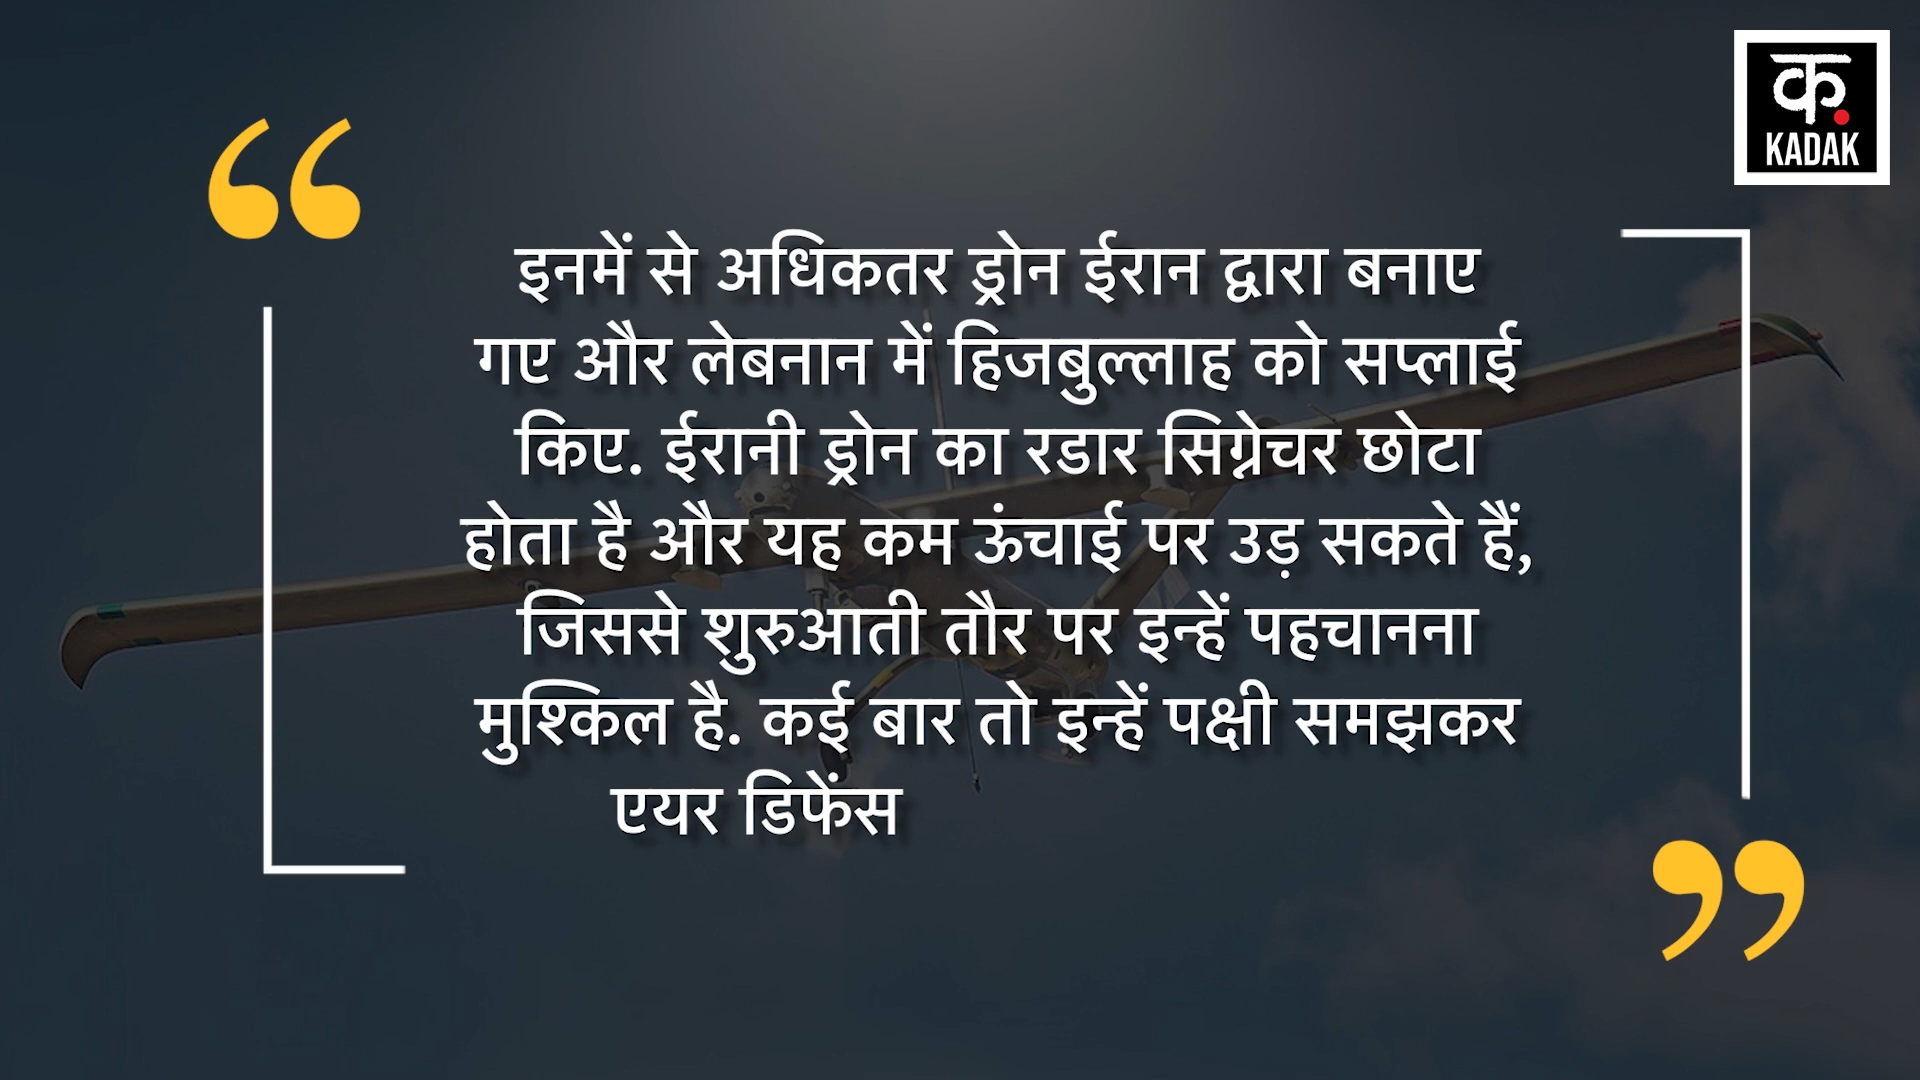 क
KADAK
इनमें से अधिकतर ड्रोन ईरान द्वारा बनाए
गए और लेबनान में हिजबुल्लाह को सप्लाई
किए. ईरानी ड्रोन का रडार सिग्नेचर छोटा
होता है और यह कम ऊंचाई पर उड़ सकते हैं,
जिससे शुरुआती तौर पर इन्हें पहचानना
मुश्किल है. कई बार तो इन्हें पक्षी समझकर
एयर डिफेंस